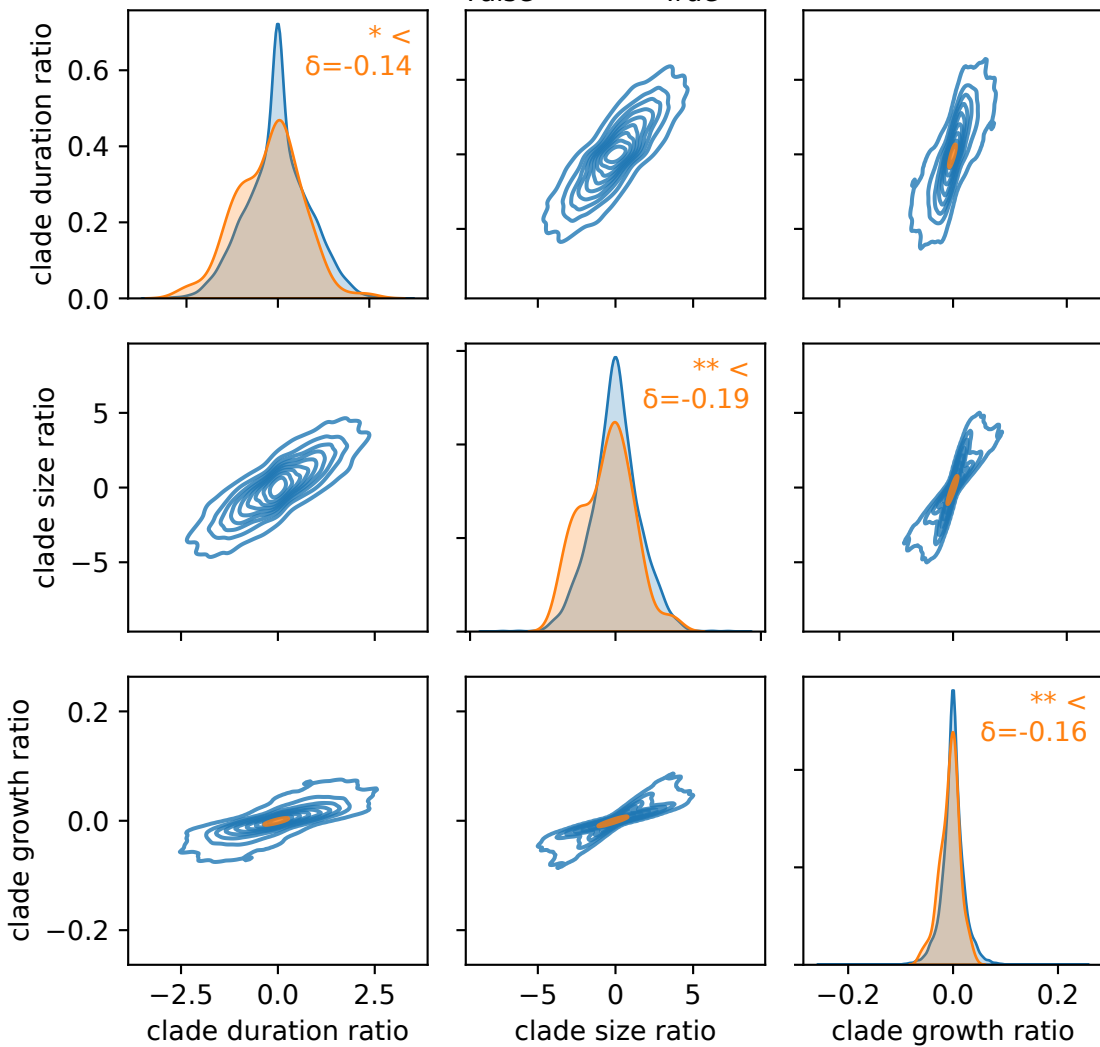 clade duration ratio
0.6
0.4
0.2
0.0
* <
δ=-0.14
clade size ratio
5
0
−5
** <
δ=-0.19
clade growth ratio
0.2
0.0
−0.2
** <
δ=-0.16
−2.5 0.0 2.5
clade duration ratio
−5 0 5
clade size ratio
−0.2 0.0 0.2
clade growth ratio